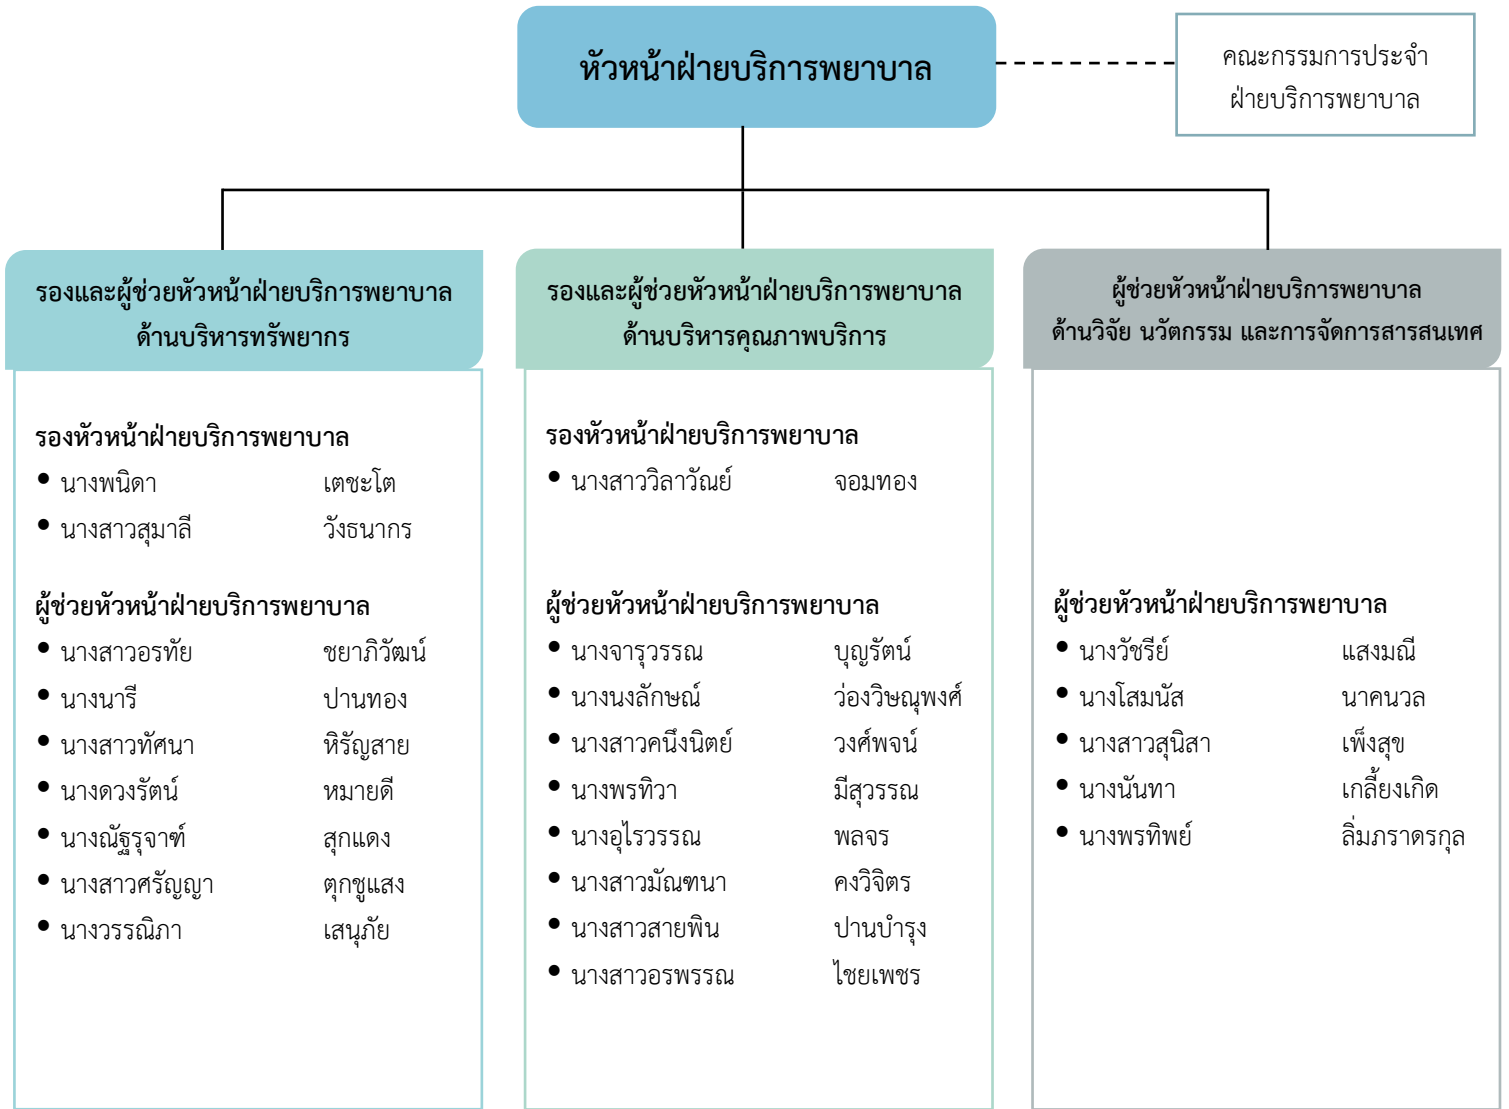 หัวหน้าฝ่ายบริการพยาบาล
คณะกรรมการประจำ
ฝ่ายบริการพยาบาล
รองและผู้ช่วยหัวหน้าฝ่ายบริการพยาบาล
ด้านบริหารทรัพยากร
รองหัวหน้าฝ่ายบริการพยาบาล
• นางพนิดา เตชะโต
• นางสาวสุมาลี วังธนากร
ผู้ช่วยหัวหน้าฝ่ายบริการพยาบาล
• นางสาวอรทัย ชยาภิวัฒน์
• นางนารี ปานทอง
• นางสาวทัศนา หิรัญสาย
• นางดวงรัตน์ หมายดี
• นางณัฐรุจาฑ์ สุกแดง
• นางสาวศรัญญา ตุกชูแสง
• นางวรรณิภา เสนุภัย
รองและผู้ช่วยหัวหน้าฝ่ายบริการพยาบาล
ด้านบริหารคุณภาพบริการ
รองหัวหน้าฝ่ายบริการพยาบาล
• นางสาววิลาวัณย์ จอมทอง
ผู้ช่วยหัวหน้าฝ่ายบริการพยาบาล
• นางจารุวรรณ บุญรัตน์
• นางนงลักษณ์ ว่องวิษณุพงศ์
• นางสาวคนึงนิตย์ วงศ์พจน์
• นางพรทิวา มีสุวรรณ
• นางอุไรวรรณ พลจร
• นางสาวมัณฑนา คงวิจิตร
• นางสาวสายพิน ปานบำรุง
• นางสาวอรพรรณ ไชยเพชร
ผู้ช่วยหัวหน้าฝ่ายบริการพยาบาล
ด้านวิจัย นวัตกรรม และการจัดการสารสนเทศ
ผู้ช่วยหัวหน้าฝ่ายบริการพยาบาล
• นางวัชรีย์ แสงมณี
• นางโสมนัส นาคนวล
• นางสาวสุนิสา เพ็งสุข
• นางนันทา เกลี้ยงเกิด
• นางพรทิพย์ ลิ่มภราดรกุล